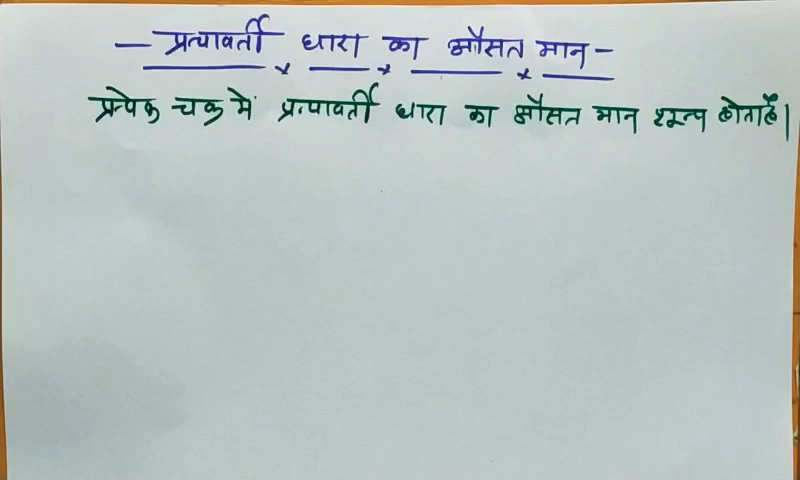 - प्रत्यावर्ती धारा का औसत मान -
प्रत्येक चक्र में प्रत्यावर्ती धारा का औसत मान शून्य होता है।